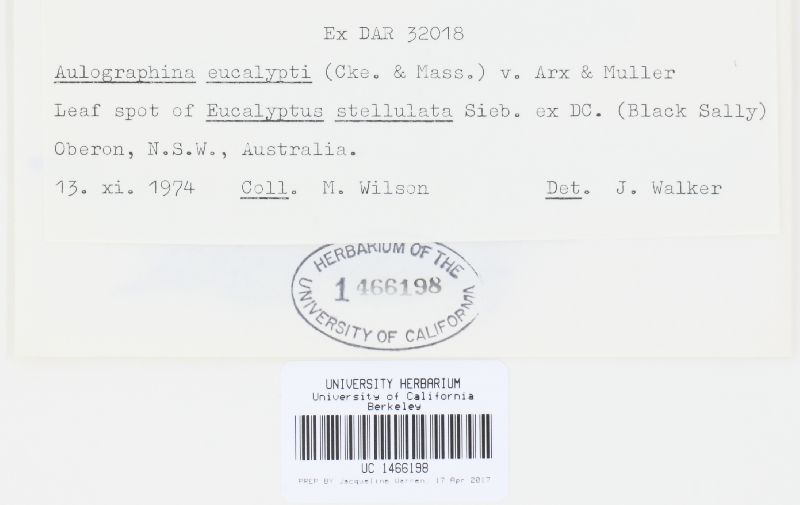 Ex DAR 32018
Aulographina eucalypti (Cke. & Mass.) v. Arx & Muller
Leaf spot of Eucalyptus stellulata Sieb. ex DC. (Black Sally)
Oberon, N.S.W., Australia.
13. xi. 1974 Coll. M. Wilson Det. J. Walker
HERBARIUM OF THE
1466198
UNIVERSITY OF CALIFORNIA
UNIVERSITY HERBARIUM
University of California
Berkeley
UC 1466198
PREP BY Jacqueline Warren, 17 Apr 2017